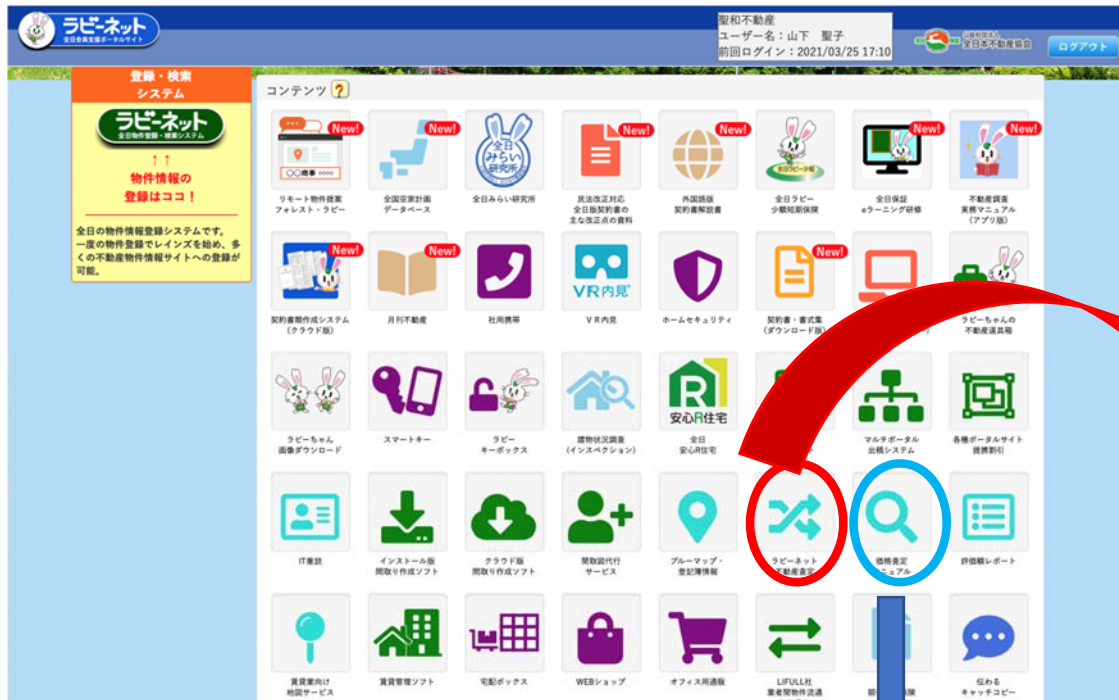 ラビーネット
全日会員支援ポータルサイト
聖和不動産
ユーザー名：山下　聖子
前回ログイン：2021/03/25 17:10
公益社団法人
全日本不動産協会
ログアウト
登録・検索
システム
ラビーネット
全日物件登録・検索システム
↑↑
物件情報の
登録はココ！
全日の物件情報登録システムです。
一度の物件登録でレインズを始め、多
くの不動産物件情報サイトへの登録が
可能。
コンテンツ ?
New!
〇〇商事
リモート物件提案
フォレスト・ラビー
New!
全国空家計画
データベース
全日
みらい
研究所
全日みらい研究所
New!
民法改正対応
全日版契約書の
主な改正点の資料
New!
外国語版
契約書解説書
全日ラビー少短
全日ラビー
少額短期保険
New!
全日保証
eラーニング研修
New!
不動産調査
実務マニュアル
(アプリ版)
New!
契約書類作成システム
(クラウド版)
New!
月刊不動産
社用携帯
VR内見
ＶＲ内見
ホームセキュリティ
New!
契約書・書式集
(ダウンロード版)
ラビーちゃんの
不動産道具箱
ラビーちゃん
画像ダウンロード
スマートキー
ラビー
キーボックス
建物状況調査
(インスペクション)
R
安心R住宅
全日
安心R住宅
マルチポータル
出稿システム
各種ポータルサイト
提携割引
IT重説
インストール版
間取り作成ソフト
クラウド版
間取り作成ソフト
間取図代行
サービス
ブルーマップ・
登記簿情報
ラビーネット
不動産査定
価格査定
マニュアル
評価額レポート
賃貸業向け
地図サービス
賃貸管理ソフト
宅配ボックス
WEBショップ
オフィス用通販
LIFULL社
業者間物件流通
伝わる
キャッチコピー